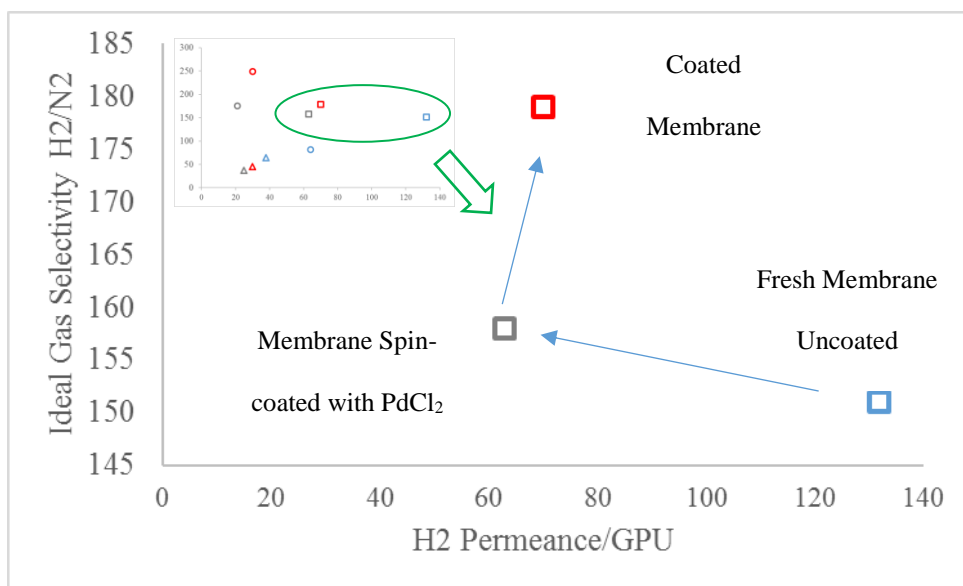 Ideal Gas Selectivity H2/N2
185
180
175
170
165
160
155
150
145
0 20 40 60 80 100 120 140
H2 Permeance/GPU
300
250
200
150
100
50
0
0 20 40 60 80 100 120 140
Coated
Membrane
Fresh Membrane
Uncoated
Membrane Spin-
coated with PdCl₂